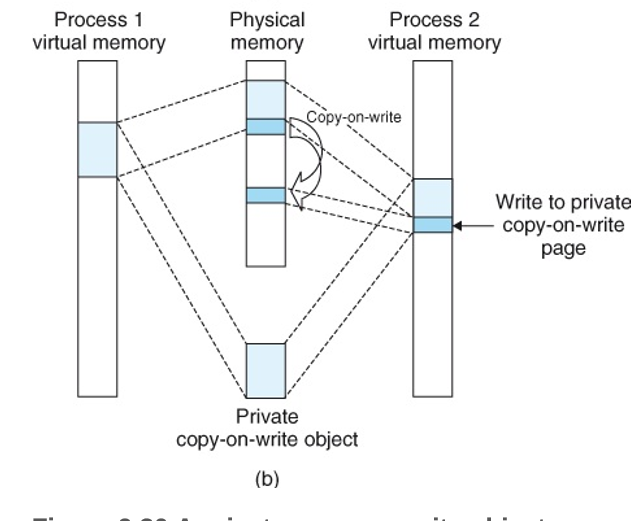 Process 1
virtual memory
Physical
memory
Process 2
virtual memory
Copy-on-write
Write to private
copy-on-write
page
Private
copy-on-write object
(b)